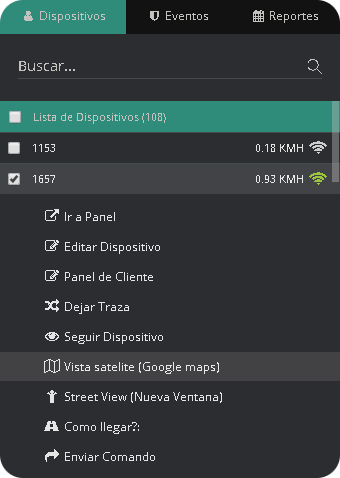 Dispositivos Eventos Reportes
Buscar...
Lista de Dispositivos (108)
1153 0.18 KMH
1657 0.93 KMH
Ir a Panel
Editar Dispositivo
Panel de Cliente
Dejar Traza
Seguir Dispositivo
Vista satelite (Google maps)
Street View (Nueva Ventana)
Como llegar?:
Enviar Comando